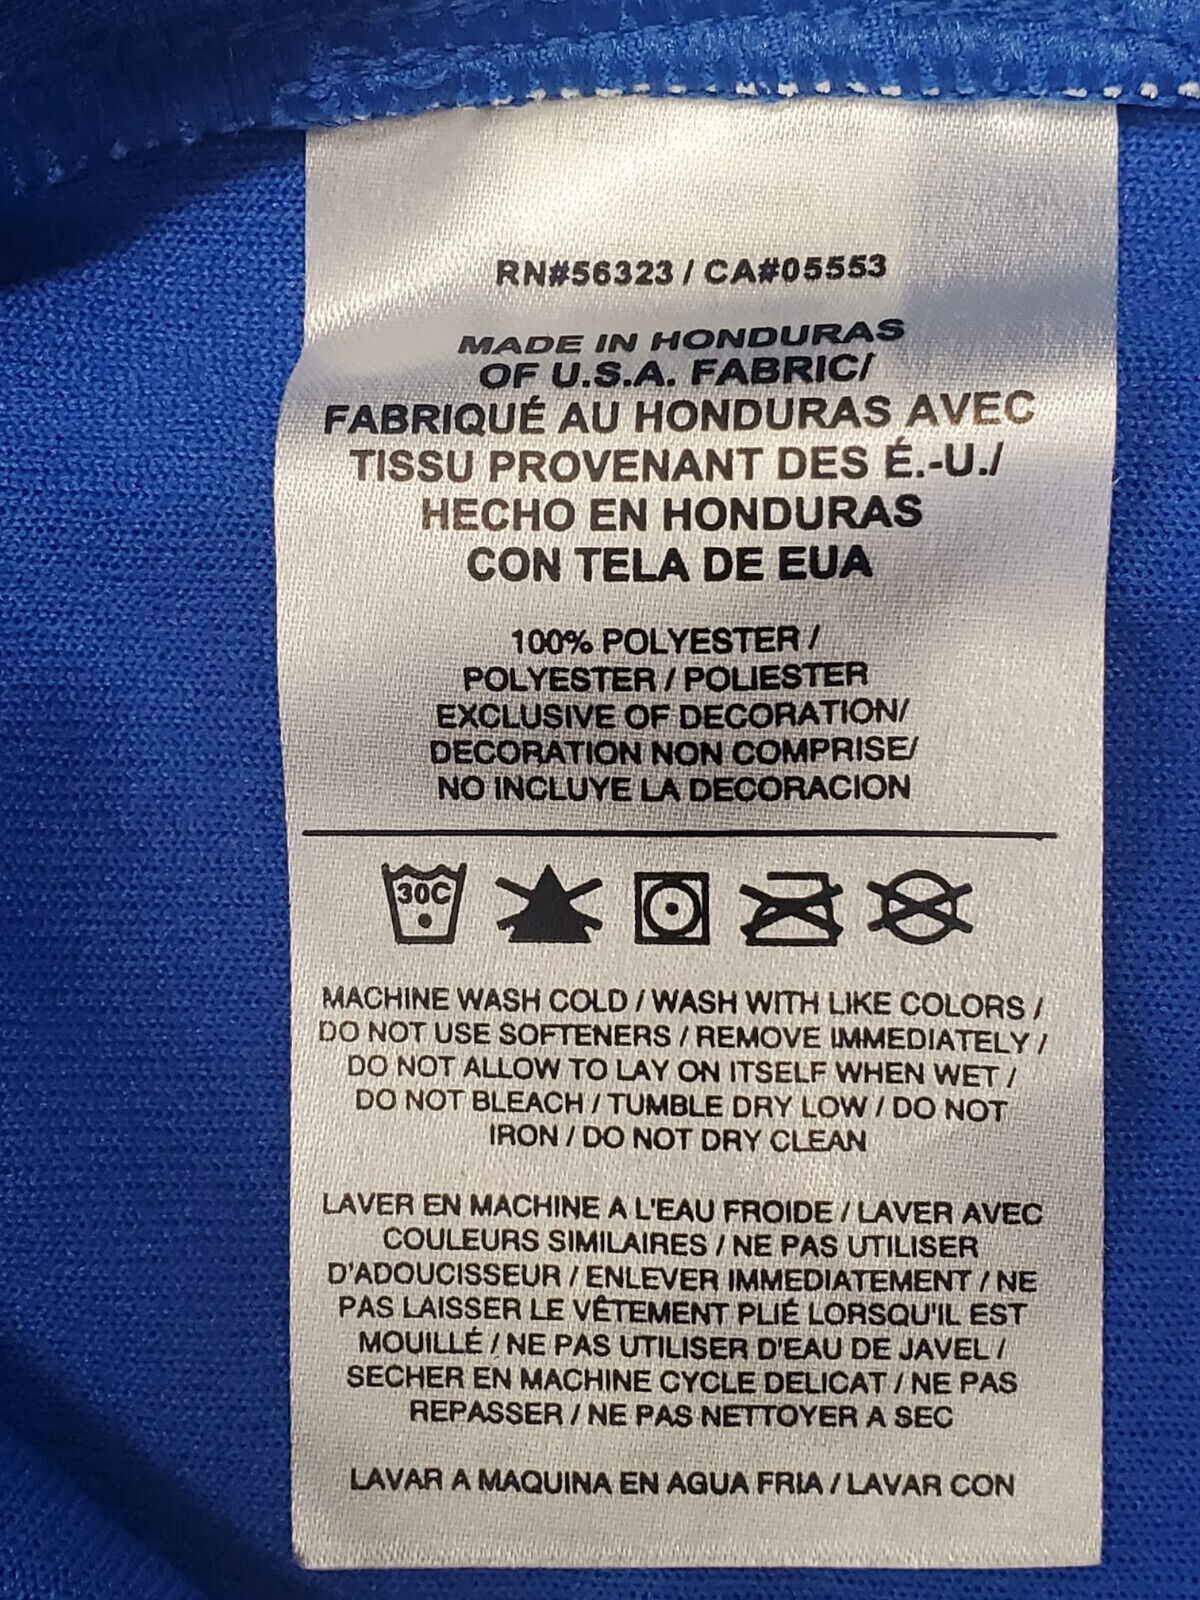 RN#56323 / CA#05553
MADE IN HONDURAS
OF U.S.A. FABRIC/
FABRIQUÉ AU HONDURAS AVEC
TISSU PROVENANT DES É.-U./
HECHO EN HONDURAS
CON TELA DE EUA
100% POLYESTER /
POLYESTER / POLIESTER
EXCLUSIVE OF DECORATION/
DECORATION NON COMPRISE/
NO INCLUYE LA DECORACION
30C
MACHINE WASH COLD / WASH WITH LIKE COLORS /
DO NOT USE SOFTENERS / REMOVE IMMEDIATELY /
DO NOT ALLOW TO LAY ON ITSELF WHEN WET /
DO NOT BLEACH / TUMBLE DRY LOW / DO NOT
IRON / DO NOT DRY CLEAN
LAVER EN MACHINE A L'EAU FROIDE / LAVER AVEC
COULEURS SIMILAIRES / NE PAS UTILISER
D'ADOUCISSEUR / ENLEVER IMMEDIATEMENT / NE
PAS LAISSER LE VÊTEMENT PLIÉ LORSQU'IL EST
MOUILLÉ / NE PAS UTILISER D'EAU DE JAVEL /
SECHER EN MACHINE CYCLE DELICAT / NE PAS
REPASSER / NE PAS NETTOYER A SEC
LAVAR A MAQUINA EN AGUA FRIA / LAVAR CON